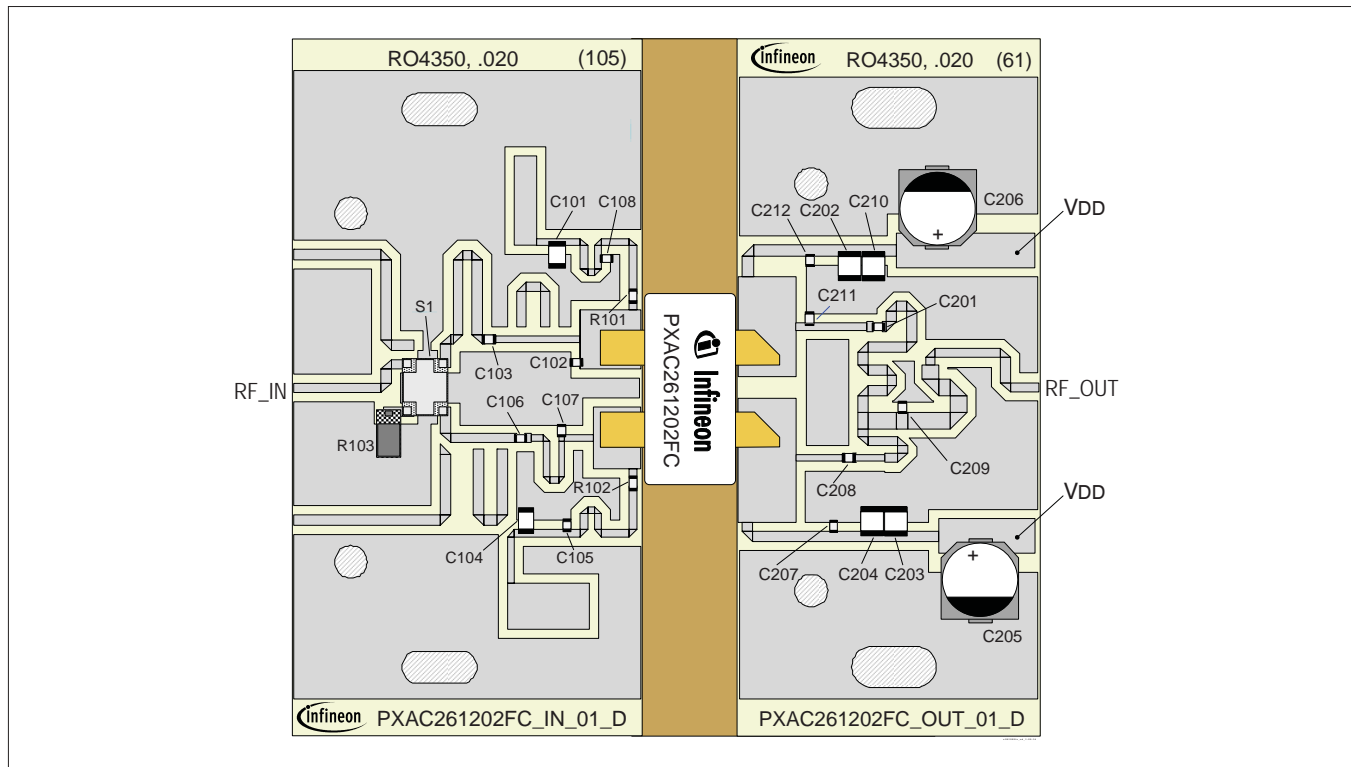 RO4350, .020 (105)
infineon RO4350, .020 (61)
C101 C108
C206
VDD
C212 C202 C210
S1
R101
C211 C201
C103
C102
PXAC261202FC
Infineon
RF_IN
RF_OUT
C106 C107
R103
C209
R102
C208
VDD
C104 C105
C207 C204 C203
C205
infineon PXAC261202FC_IN_01_D
PXAC261202FC_OUT_01_D